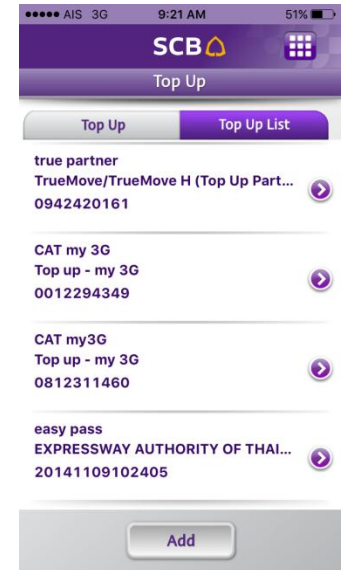 AIS 3G 9:21 AM 51%
SCB
Top Up
Top Up Top Up List
true partner
TrueMove/TrueMove H (Top Up Part...
0942420161
CAT my 3G
Top up - my 3G
0012294349
CAT my3G
Top up - my 3G
0812311460
easy pass
EXPRESSWAY AUTHORITY OF THAI...
20141109102405
Add